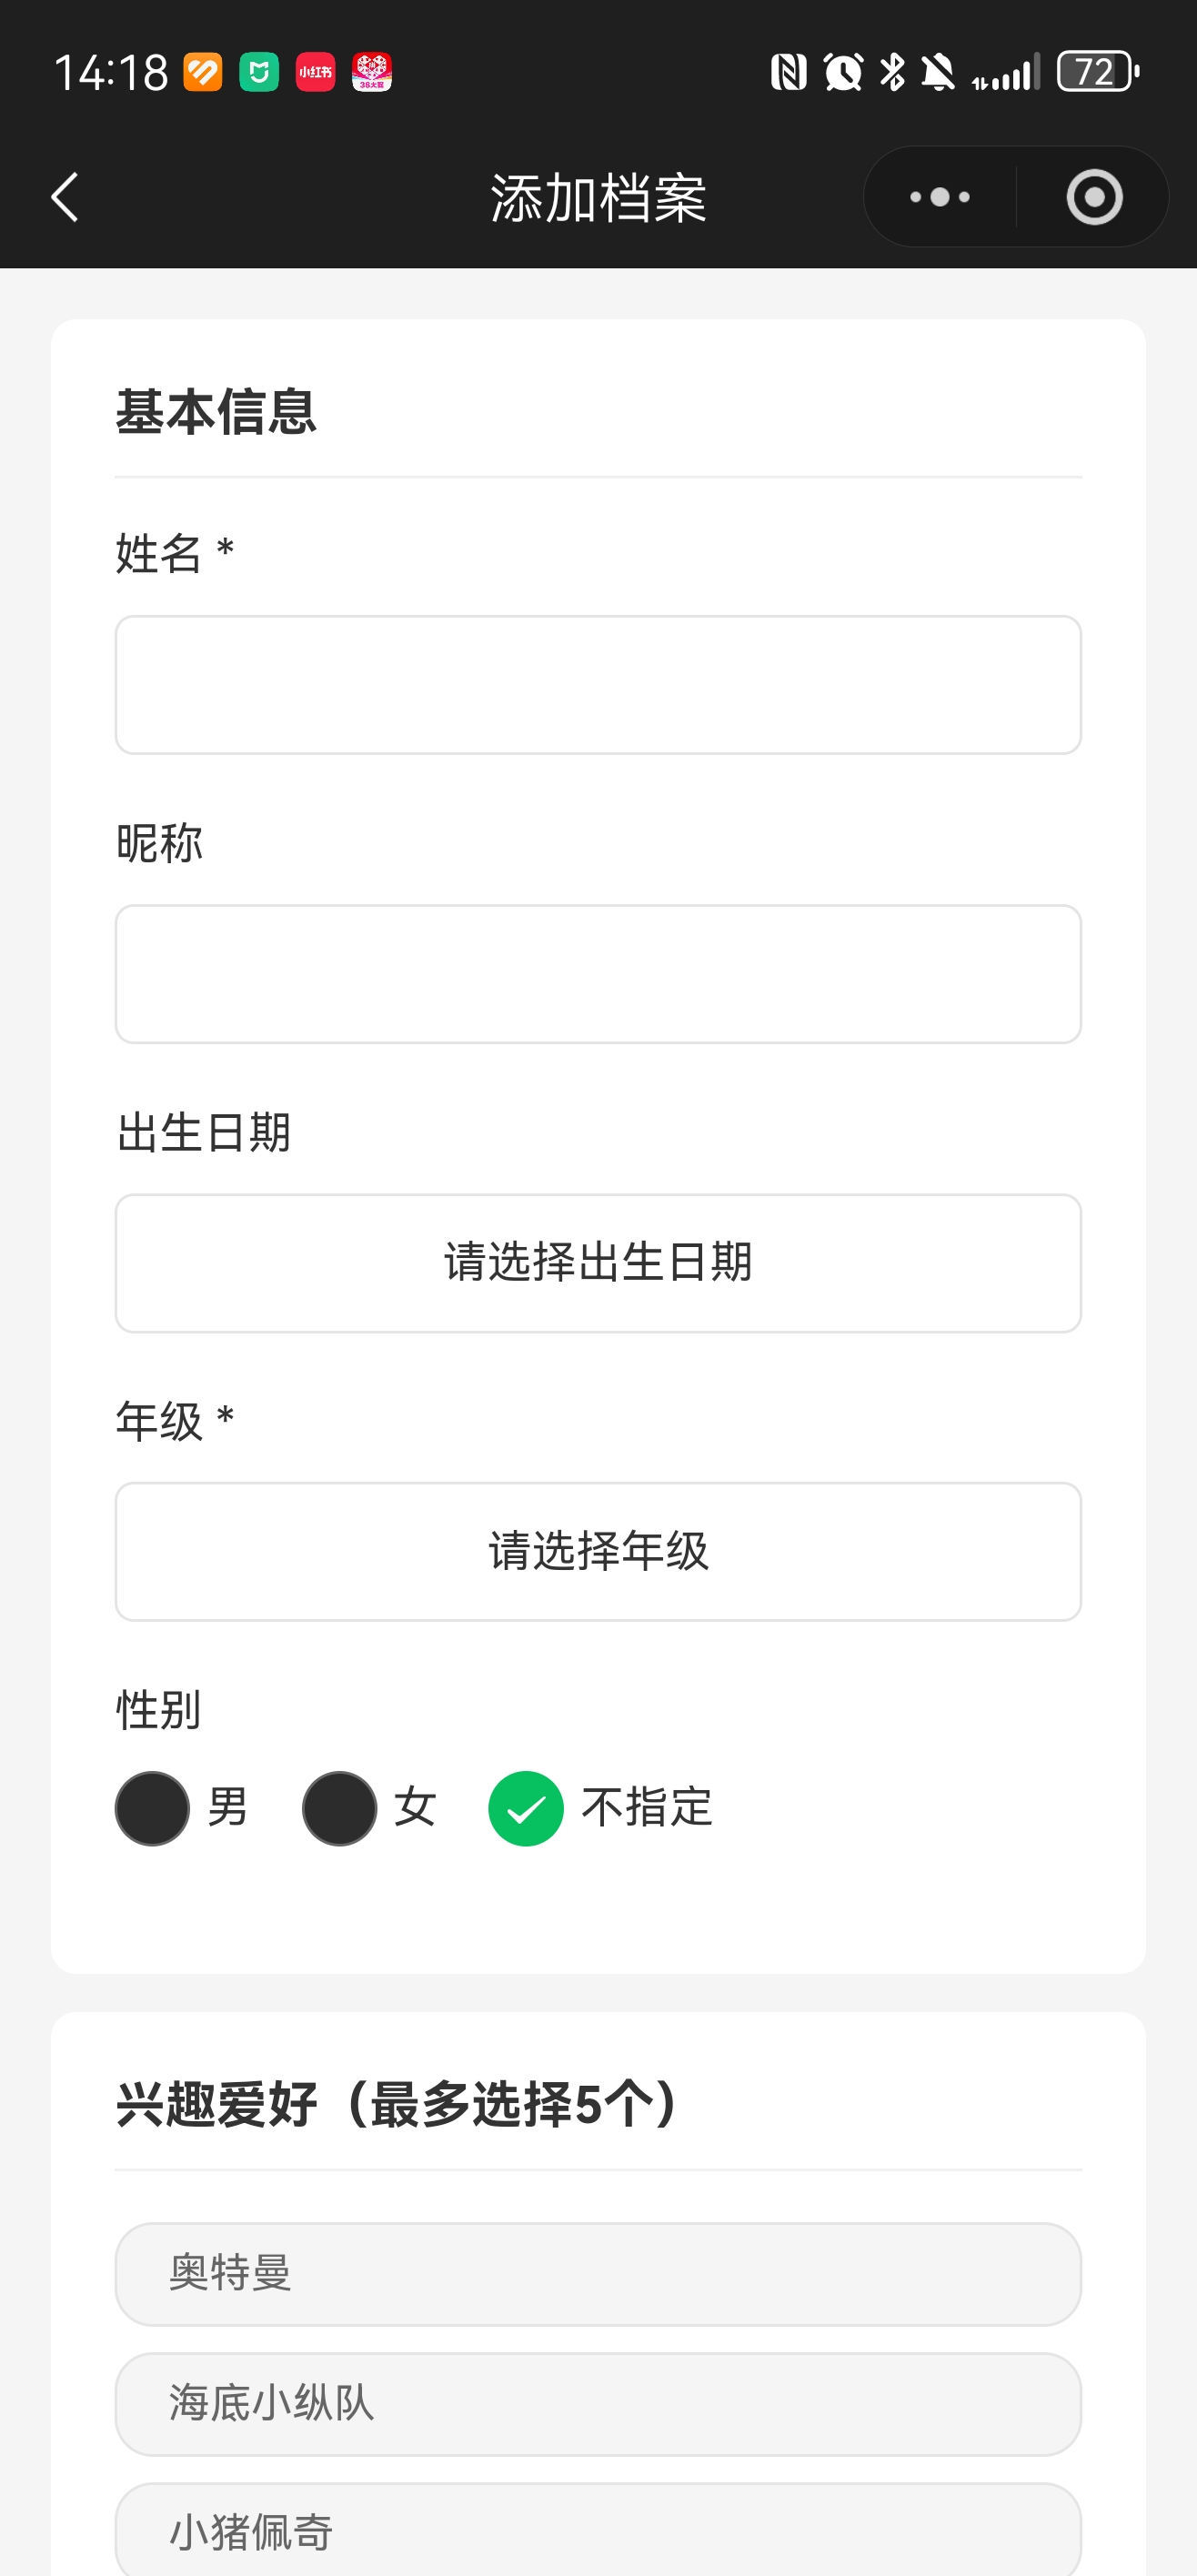 14:18 小红书 72
添加档案
基本信息
姓名 *
昵称
出生日期
请选择出生日期
年级 *
请选择年级
性别
男 女 不指定
兴趣爱好（最多选择5个）
奥特曼
海底小纵队
小猪佩奇